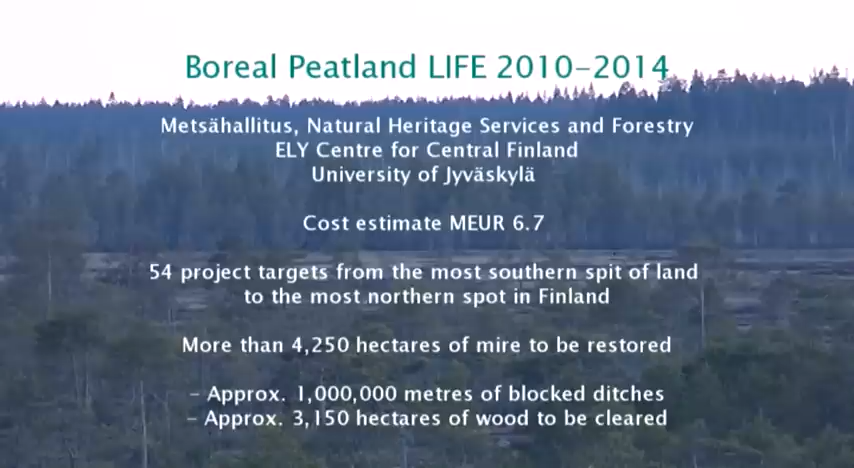 Boreal Peatland LIFE 2010-2014
Metsähallitus, Natural Heritage Services and Forestry
ELY Centre for Central Finland
University of Jyväskylä
Cost estimate MEUR 6.7
54 project targets from the most southern spit of land
to the most northern spot in Finland
More than 4,250 hectares of mire to be restored
- Approx. 1,000,000 metres of blocked ditches
- Approx. 3,150 hectares of wood to be cleared